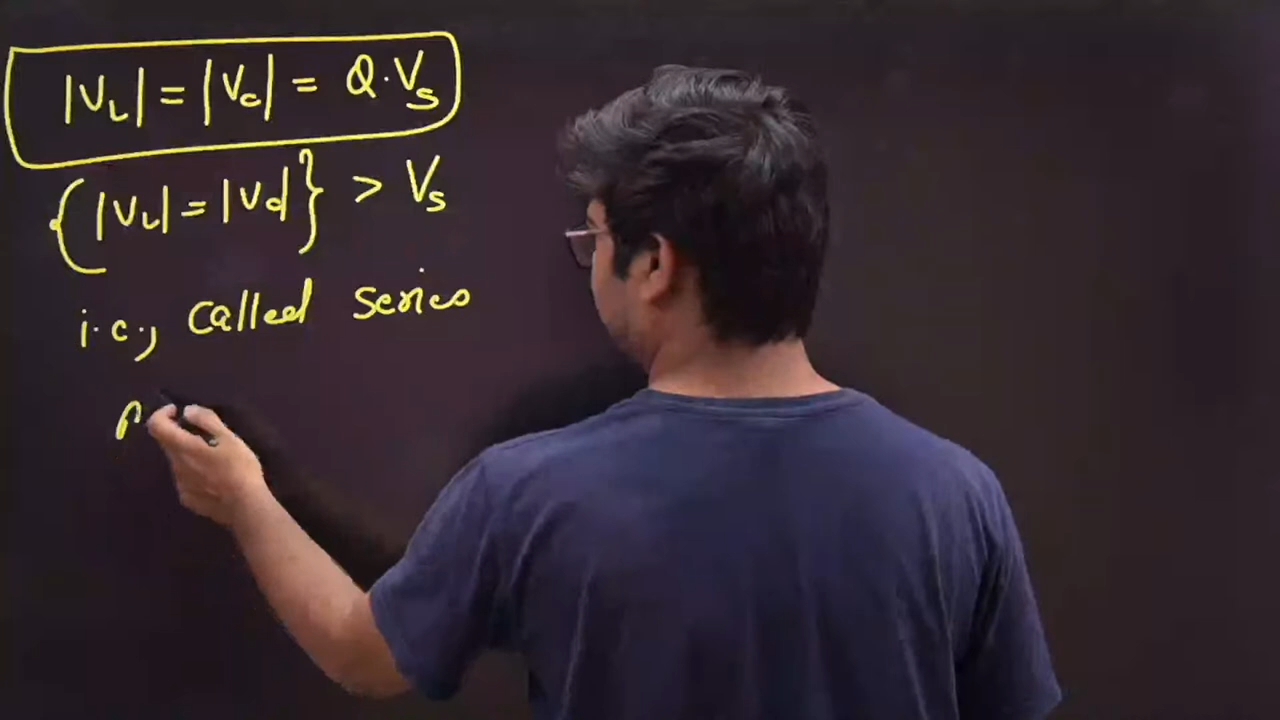 |V_L| = |V_c| = Q·V_s
{|V_L| = |V_c|} > V_s
i.e., called series